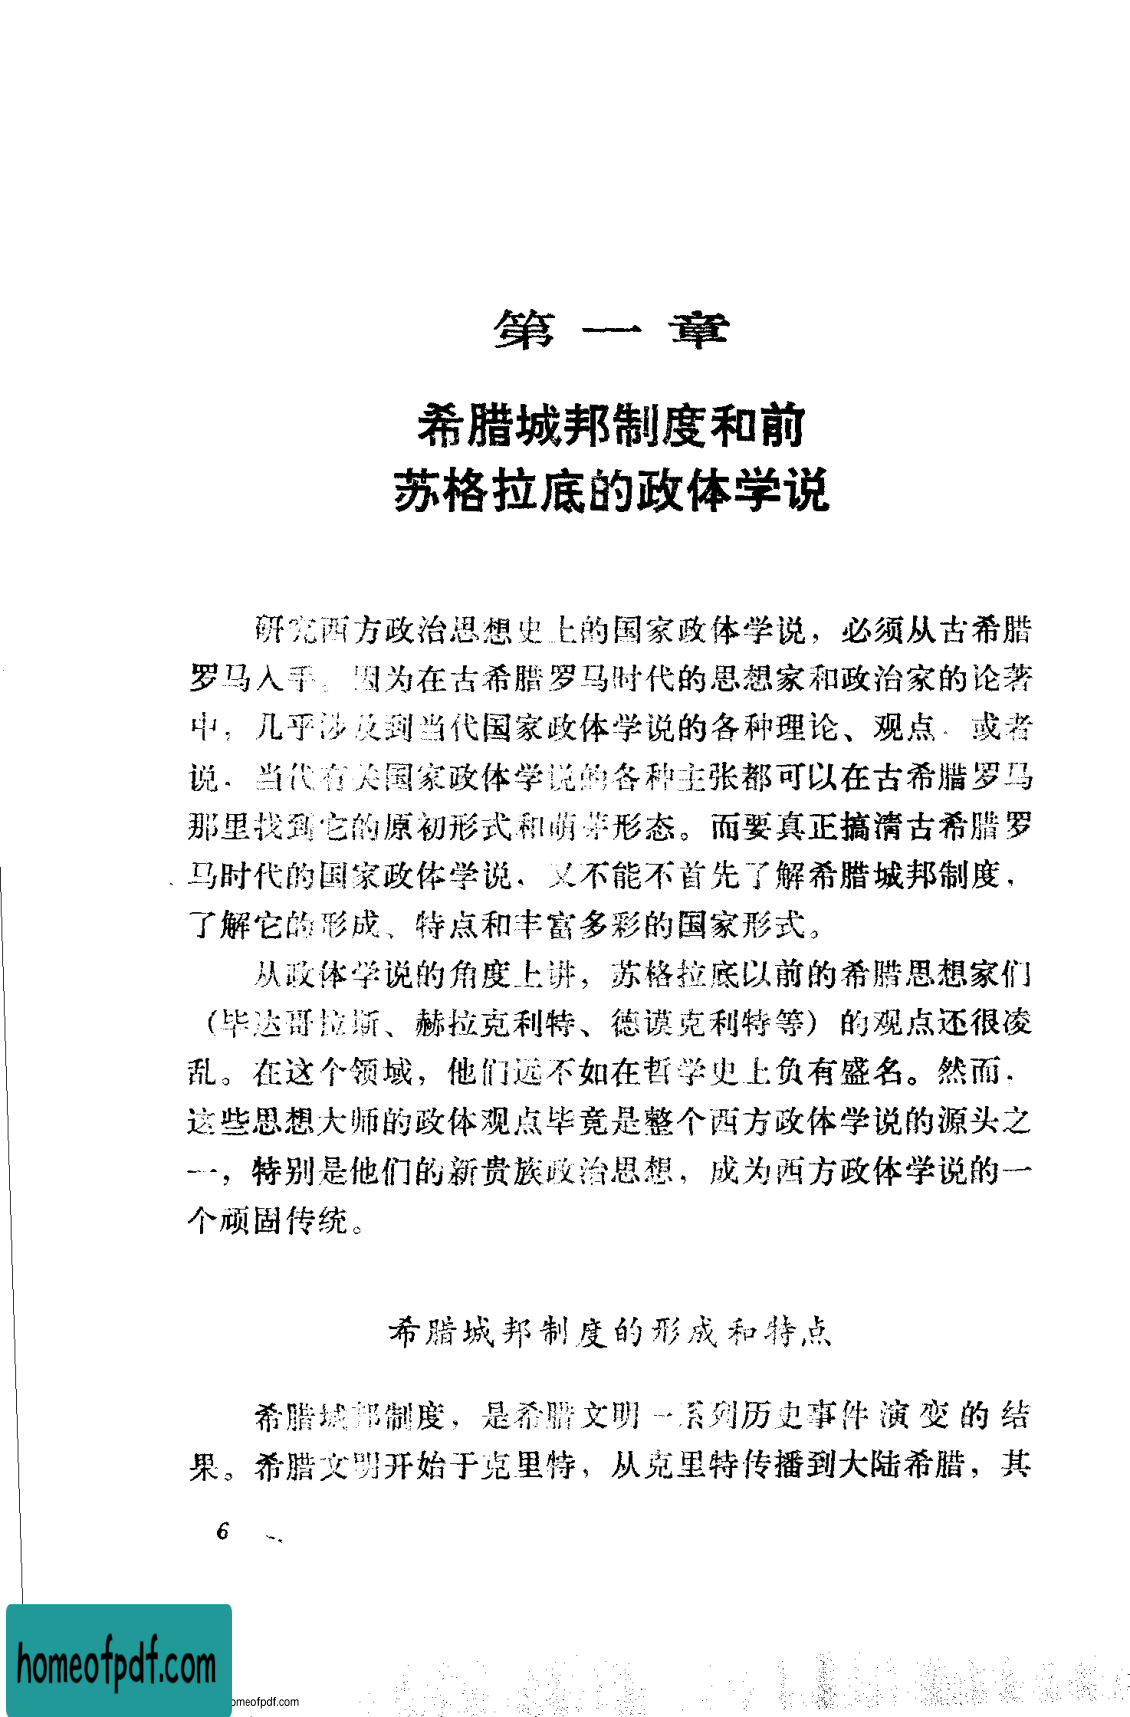 第一章
希腊城邦制度和前
苏格拉底的政体学说
研究西方政治思想史上的国家政体学说，必须从古希腊
罗马入手。因为在古希腊罗马时代的思想家和政治家的论著
中，几乎涉及到当代国家政体学说的各种理论、观点，或者
说，当代有关国家政体学说的各种主张都可以在古希腊罗马
那里找到它的原初形式和萌芽形态。而要真正搞清古希腊罗
马时代的国家政体学说，又不能不首先了解希腊城邦制度，
了解它的形成、特点和丰富多彩的国家形式。
从政体学说的角度上讲，苏格拉底以前的希腊思想家们
（毕达哥拉斯、赫拉克利特、德谟克利特等）的观点还很凌
乱。在这个领域，他们远不如在哲学史上负有盛名。然而，
这些思想大师的政体观点毕竟是整个西方政体学说的源头之
一，特别是他们的新贵族政治思想，成为西方政体学说的一
个顽固传统。
希腊城邦制度的形成和特点
希腊城邦制度，是希腊文明一系列历史事件演变的结
果。希腊文明开始于克里特，从克里特传播到大陆希腊，其
6
homeofpdf.com
omeofpdf.com